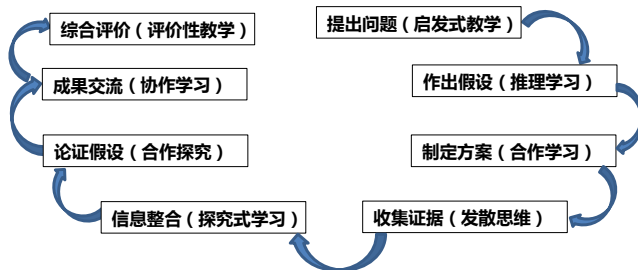 提出问题（启发式教学）
作出假设（推理学习）
制定方案（合作学习）
收集证据（发散思维）
信息整合（探究式学习）
论证假设（合作探究）
成果交流（协作学习）
综合评价（评价性教学）